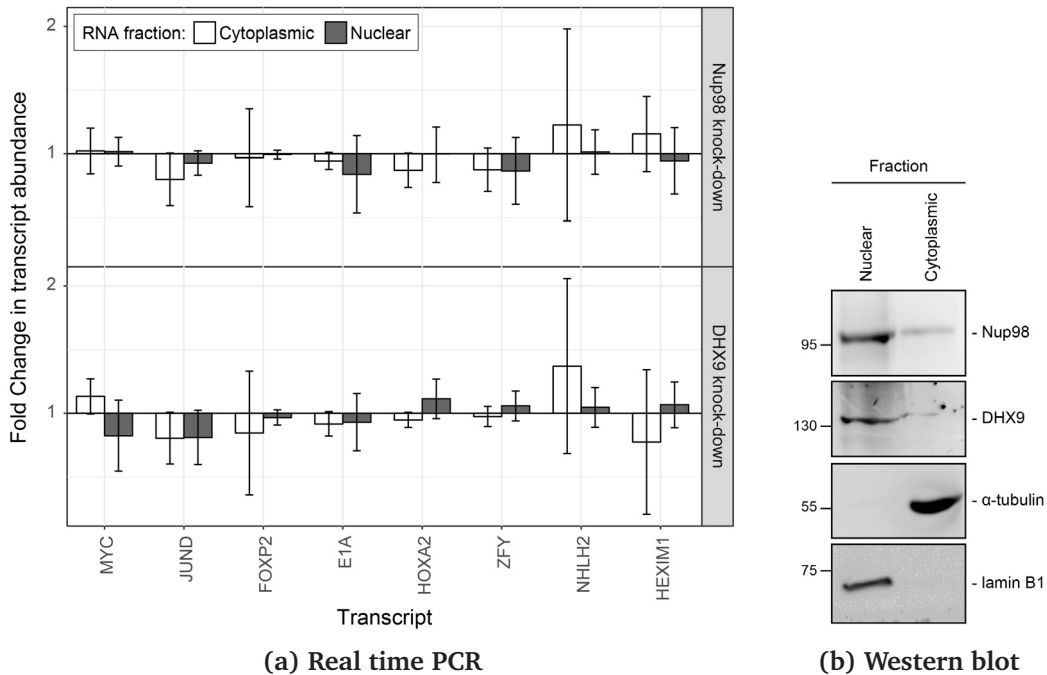 2
RNA fraction: Cytoplasmic Nuclear
1
Nup98 knock-down
2
1
DHX9 knock-down
Fold Change in transcript abundance
MYC
JUND
FOXP2
E1A
HOXA2
ZFY
NHLH2
HEXIM1
Transcript
(a) Real time PCR
Fraction
Nuclear
Cytoplasmic
95
- Nup98
130
- DHX9
55
- α-tubulin
75
- lamin B1
(b) Western blot